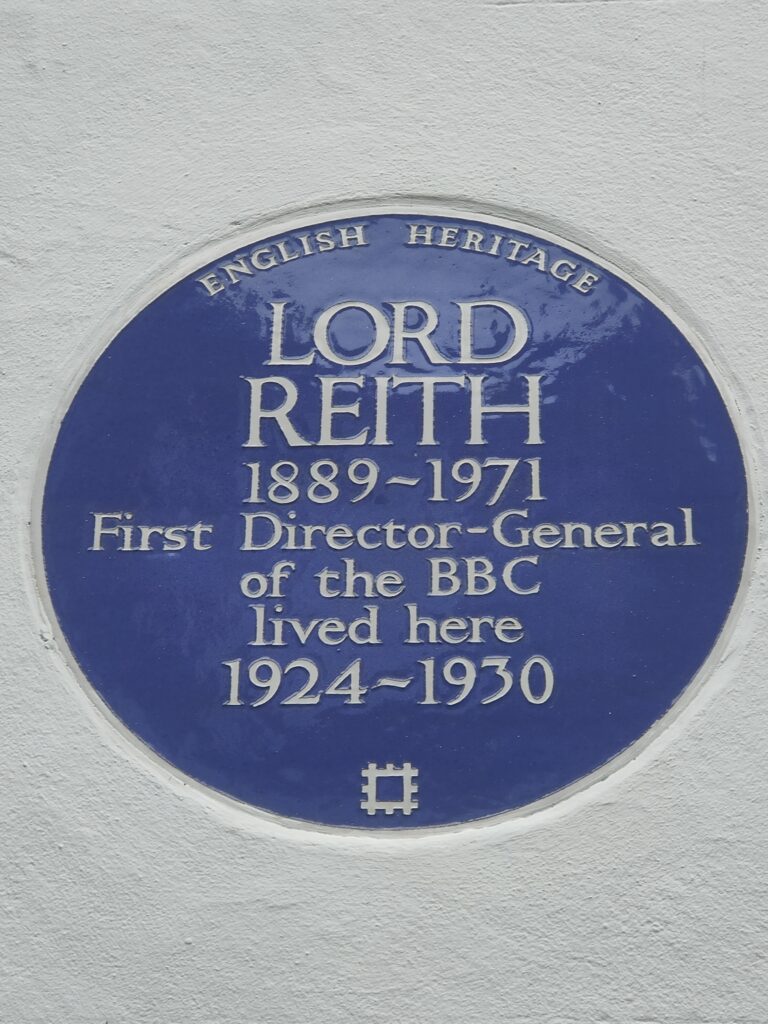 ENGLISH HERITAGE
LORD
REITH
1889~1971
First Director-General
of the BBC
lived here
1924~1930